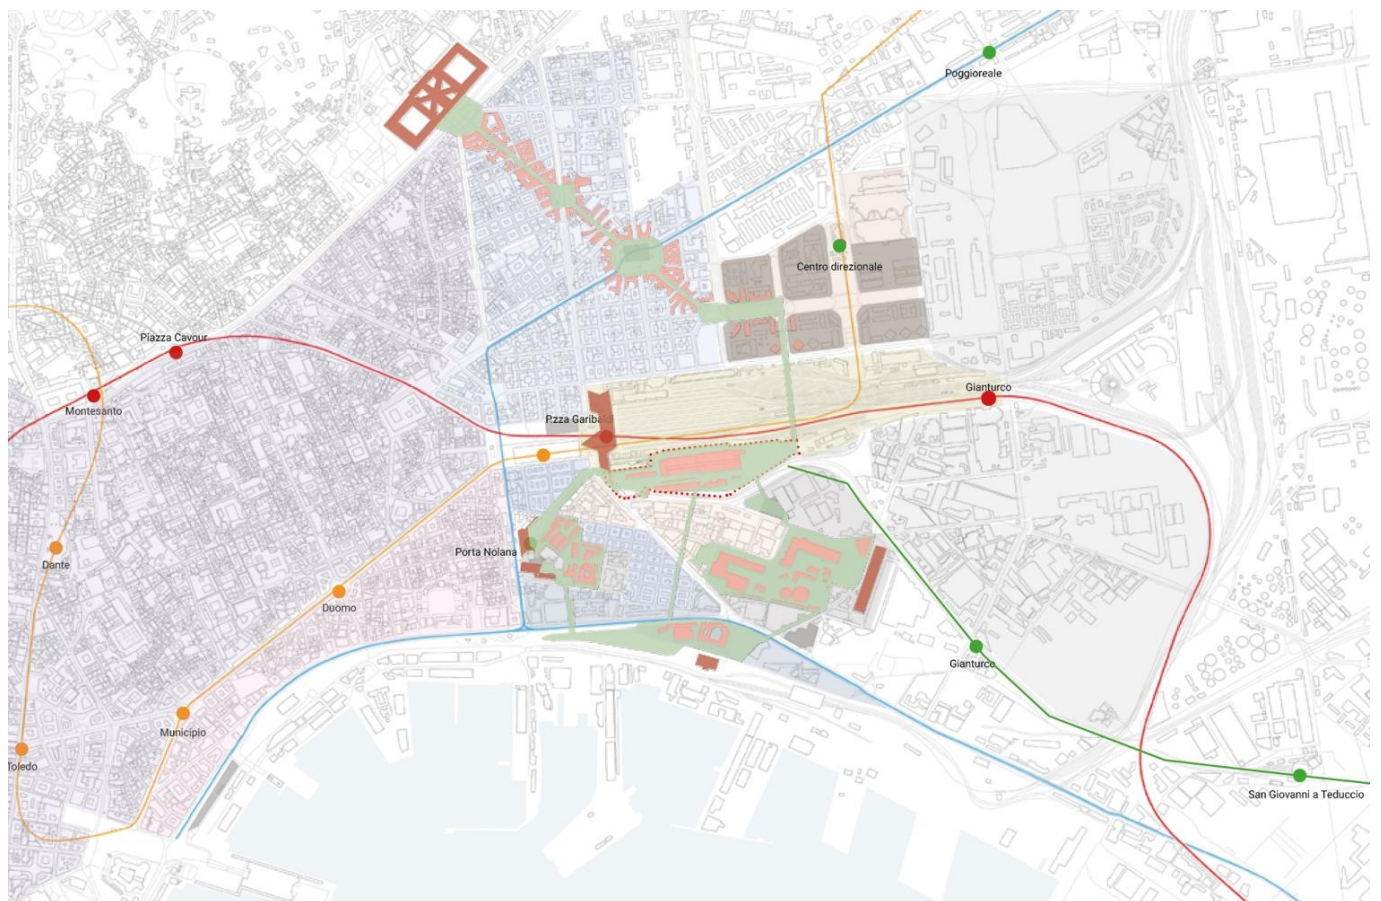 Poggioreale
Centro direzionale
Piazza Cavour
Montesanto
Gianturco
P.zza Garibaldi
Porta Nolana
Dante
Duomo
Gianturco
Municipio
Toledo
San Giovanni a Teduccio